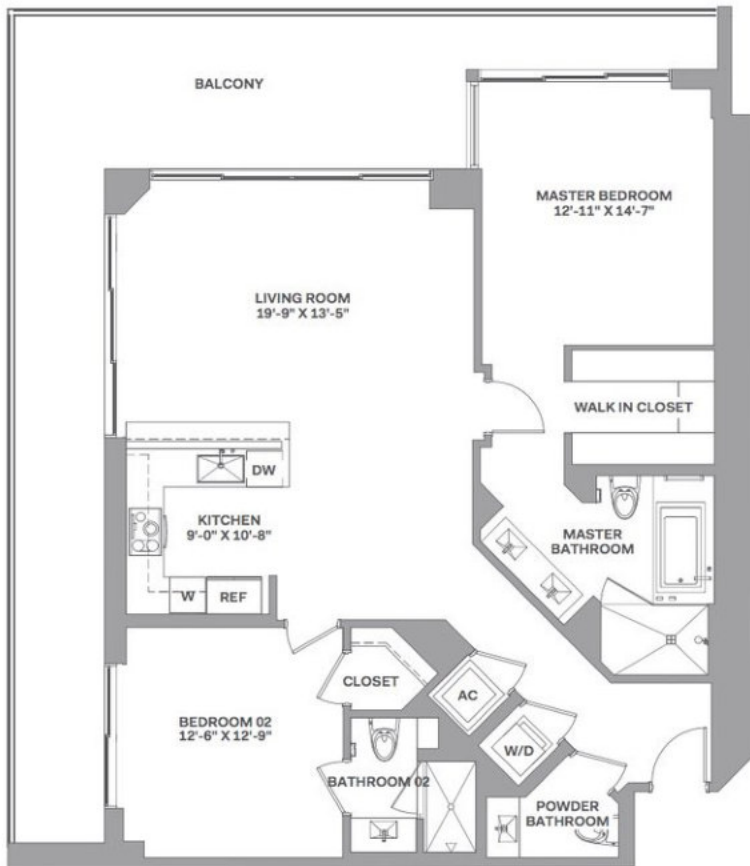 BALCONY
MASTER BEDROOM
12'-11" X 14'-7"
LIVING ROOM
19'-9" X 13'-5"
WALK IN CLOSET
DW
KITCHEN
9'-0" X 10'-8"
MASTER
BATHROOM
W
REF
CLOSET
AC
BEDROOM 02
12'-6" X 12'-9"
W/D
BATHROOM 02
POWDER
BATHROOM